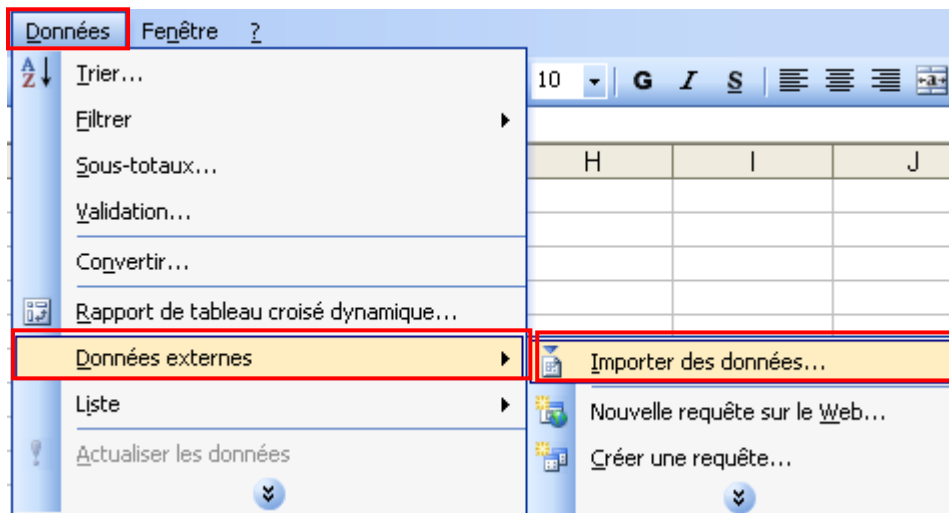 Données Fenêtre ?
Trier...
10 G I S
Filtrer
H I J
Sous-totaux...
Validation...
Convertir...
Rapport de tableau croisé dynamique...
Données externes
Importer des données...
Liste
Nouvelle requête sur le Web...
Actualiser les données
Créer une requête...